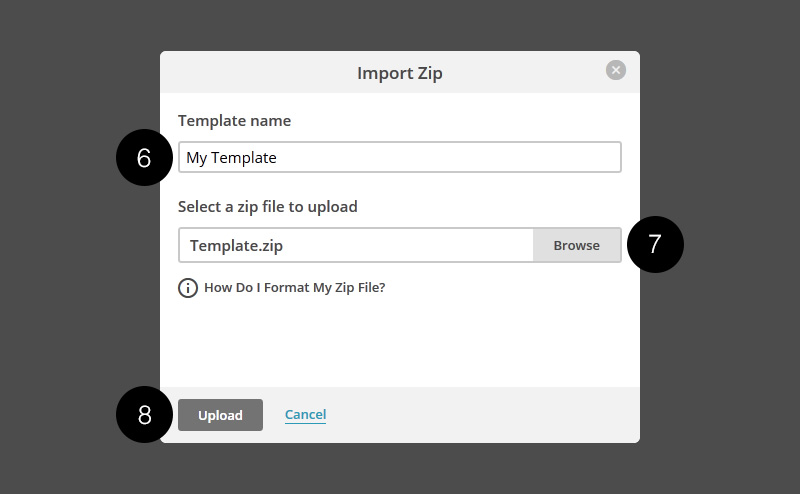 Import Zip
Template name
6
My Template
Select a zip file to upload
Template.zip
Browse
7
How Do I Format My Zip File?
8
Upload
Cancel